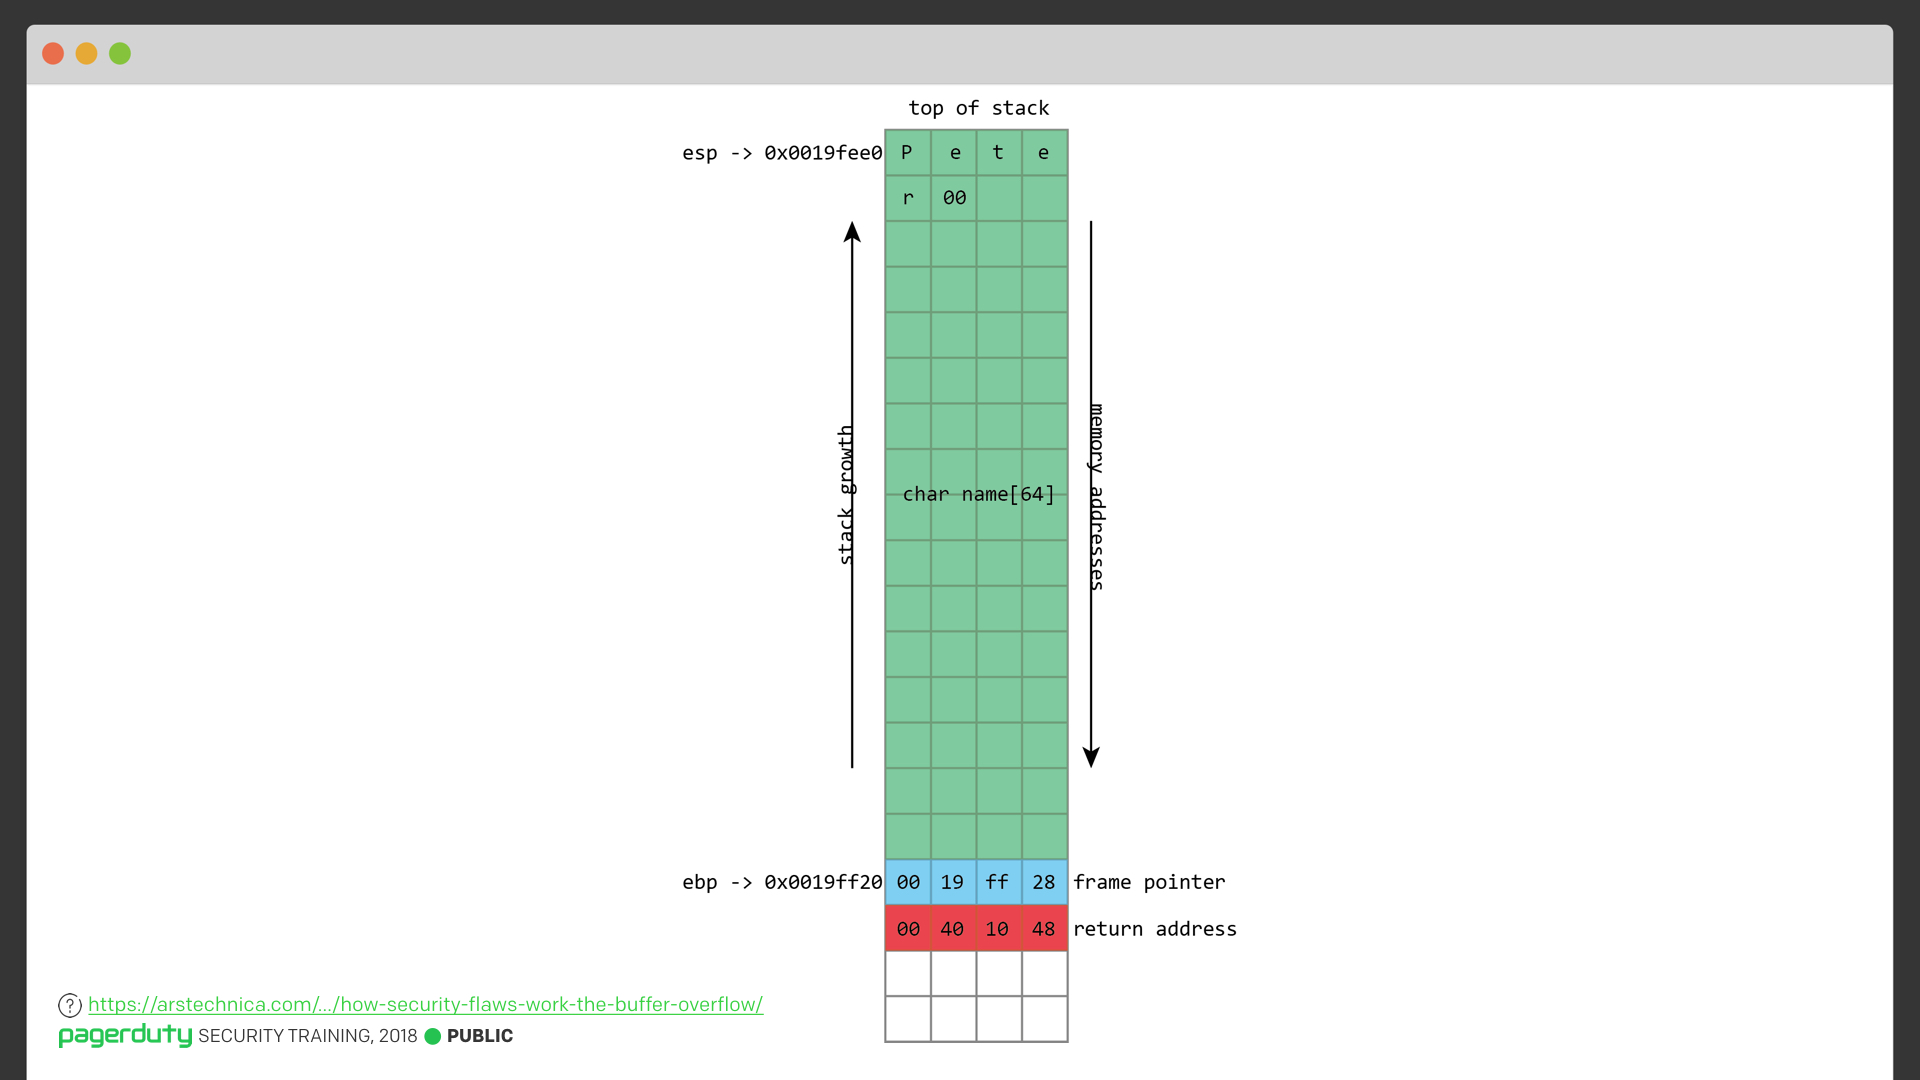 top of stack
esp -> 0x0019fee0 P e t e
r 00
stack growth
memory addresses
char name[64]
ebp -> 0x0019ff20 00 19 ff 28 frame pointer
00 40 10 48 return address
? https://arstechnica.com/.../how-security-flaws-work-the-buffer-overflow/
pagerduty SECURITY TRAINING, 2018 PUBLIC